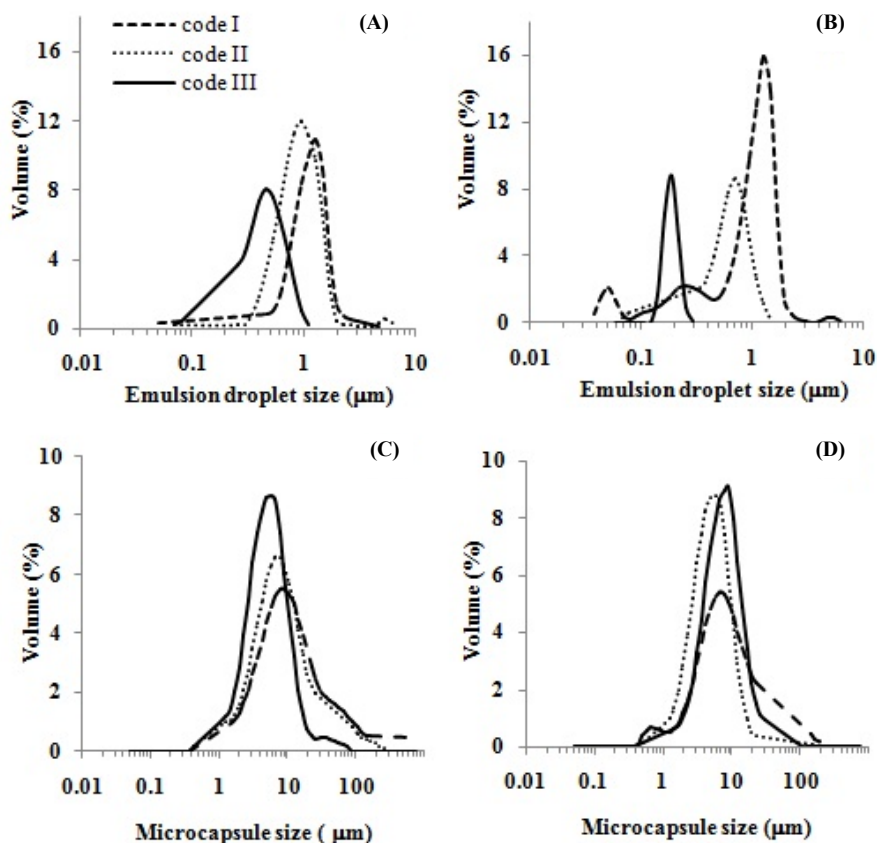 (A)
code I
code II
code III
16
12
8
4
0
Volume (%)
0.01 0.1 1 10
Emulsion droplet size (µm)
(B)
16
12
8
4
0
Volume (%)
0.01 0.1 1 10
Emulsion droplet size (µm)
(C)
10
8
6
4
2
0
Volume (%)
0.01 0.1 1 10 100
Microcapsule size ( µm)
(D)
10
8
6
4
2
0
Volume (%)
0.01 0.1 1 10 100
Microcapsule size (µm)